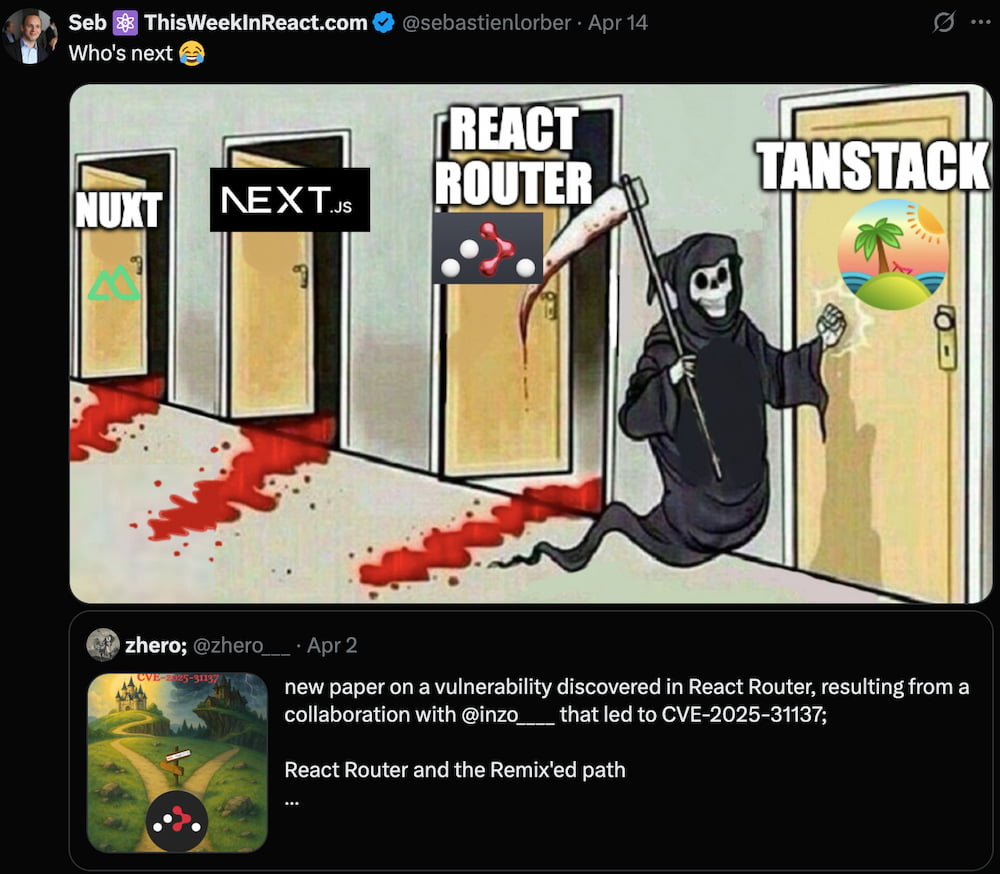 Seb ⚛ ThisWeekInReact.com @sebastienlorber · Apr 14
Who's next 😂
NUXT
NEXT.JS
REACT
ROUTER
TANSTACK
zhero; @zhero___ · Apr 2
CVE-2025-31137
new paper on a vulnerability discovered in React Router, resulting from a
collaboration with @inzo____ that led to CVE-2025-31137;
React Router and the Remix'ed path
...